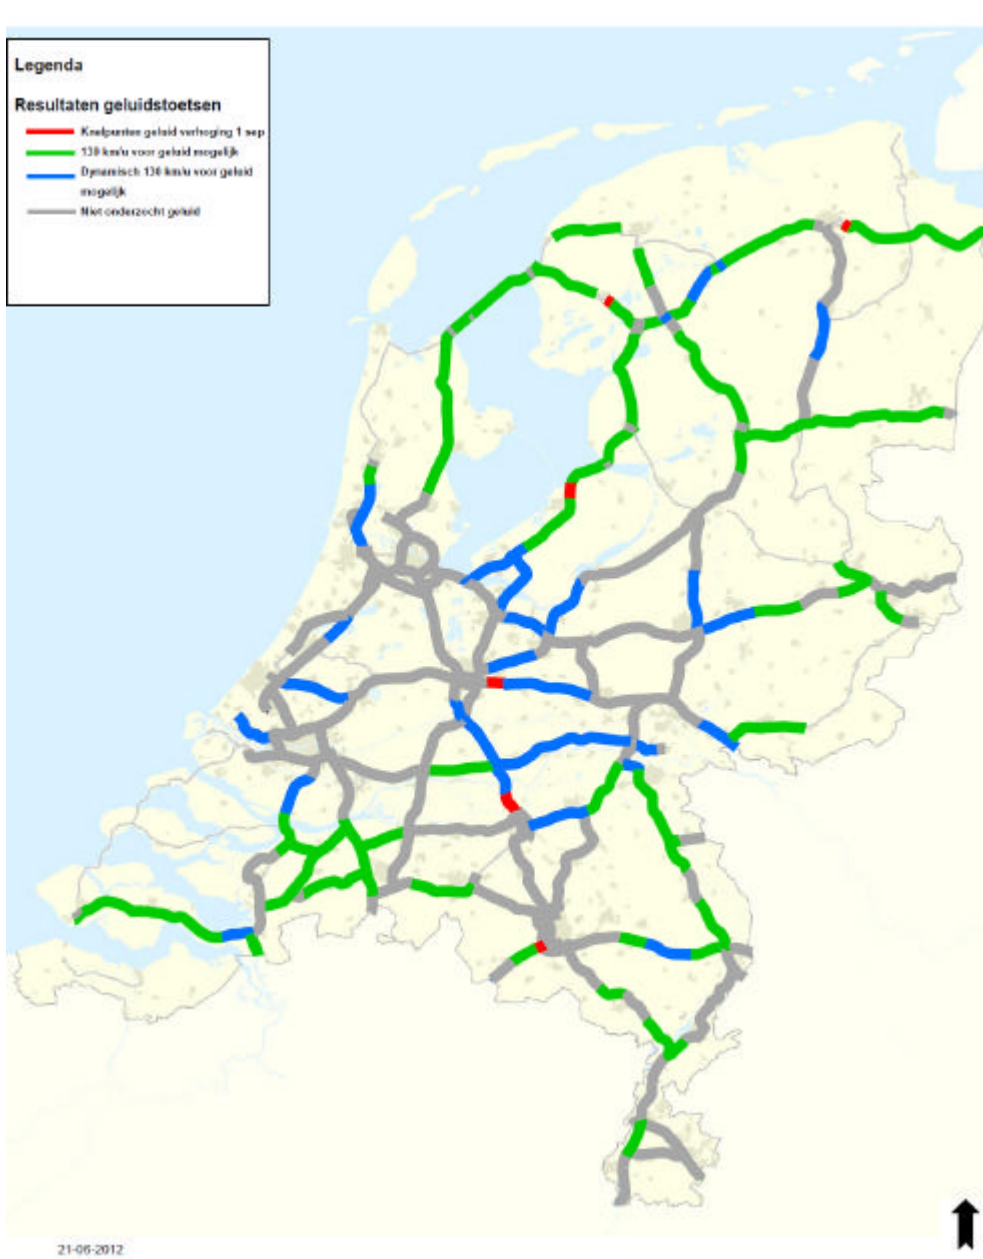 Legenda
Resultaten geluidstoetsen
Knelpunten geluid verhoging 1 sep
130 km/u voor geluid mogelijk
Dynamisch 130 km/u voor geluid
mogelijk
Niet onderzocht geluid
21-06-2012